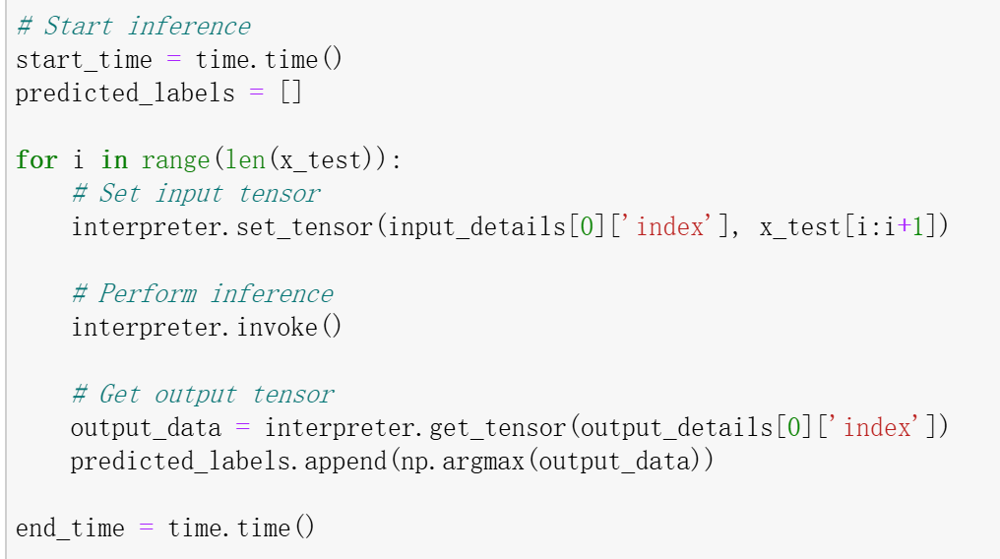 # Start inference
start_time = time.time()
predicted_labels = []

for i in range(len(x_test)):
    # Set input tensor
    interpreter.set_tensor(input_details[0]['index'], x_test[i:i+1])

    # Perform inference
    interpreter.invoke()

    # Get output tensor
    output_data = interpreter.get_tensor(output_details[0]['index'])
    predicted_labels.append(np.argmax(output_data))

end_time = time.time()